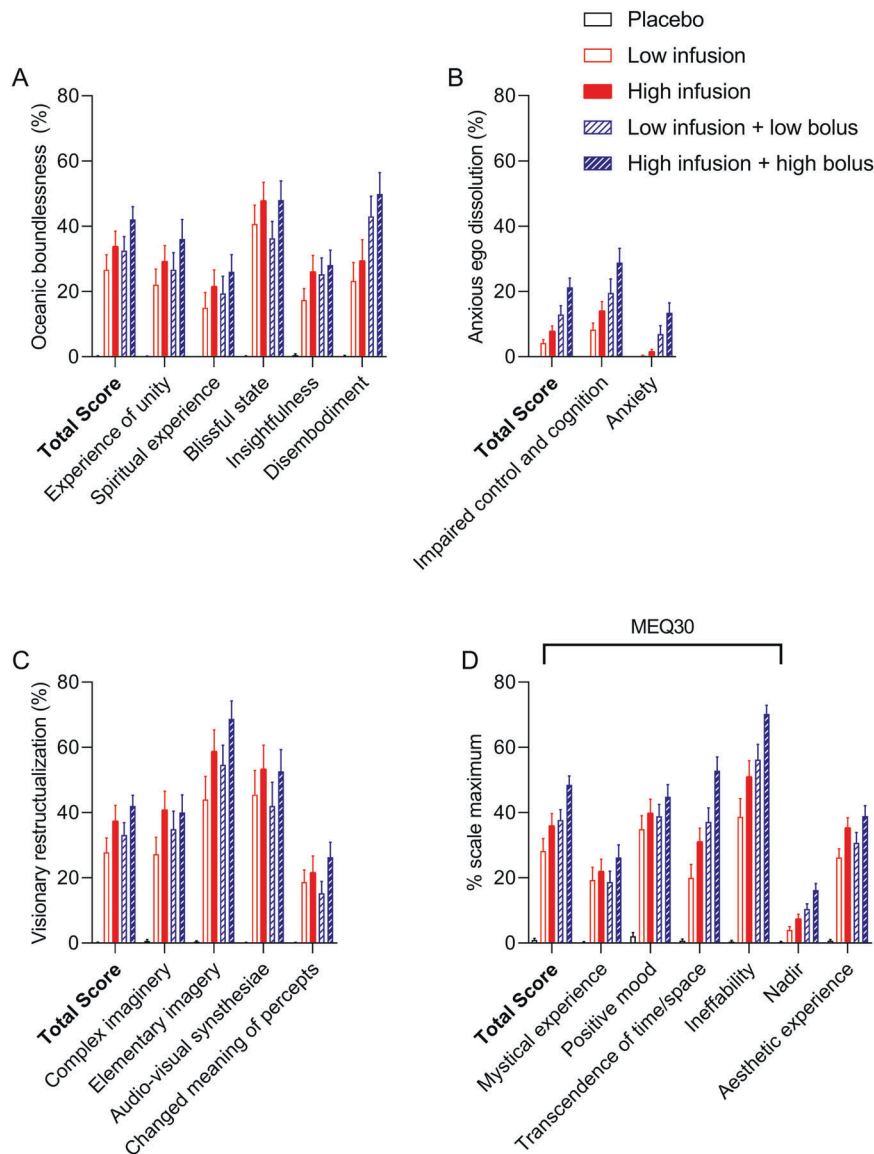 Placebo
Low infusion
High infusion
Low infusion + low bolus
High infusion + high bolus
A
Oceanic boundlessness (%)
80
60
40
20
0
Total Score
Experience of unity
Spiritual experience
Blissful state
Insightfulness
Disembodiment
B
Anxious ego dissolution (%)
80
60
40
20
0
Total Score
Impaired control and cognition
Anxiety
C
Visionary restructualization (%)
80
60
40
20
0
Total Score
Complex imaginery
Elementary imagery
Audio-visual synsthesiae
Changed meaning of percepts
D
MEQ30
% scale maximum
80
60
40
20
0
Total Score
Mystical experience
Positive mood
Transcendence of time/space
Ineffability
Nadir
Aesthetic experience